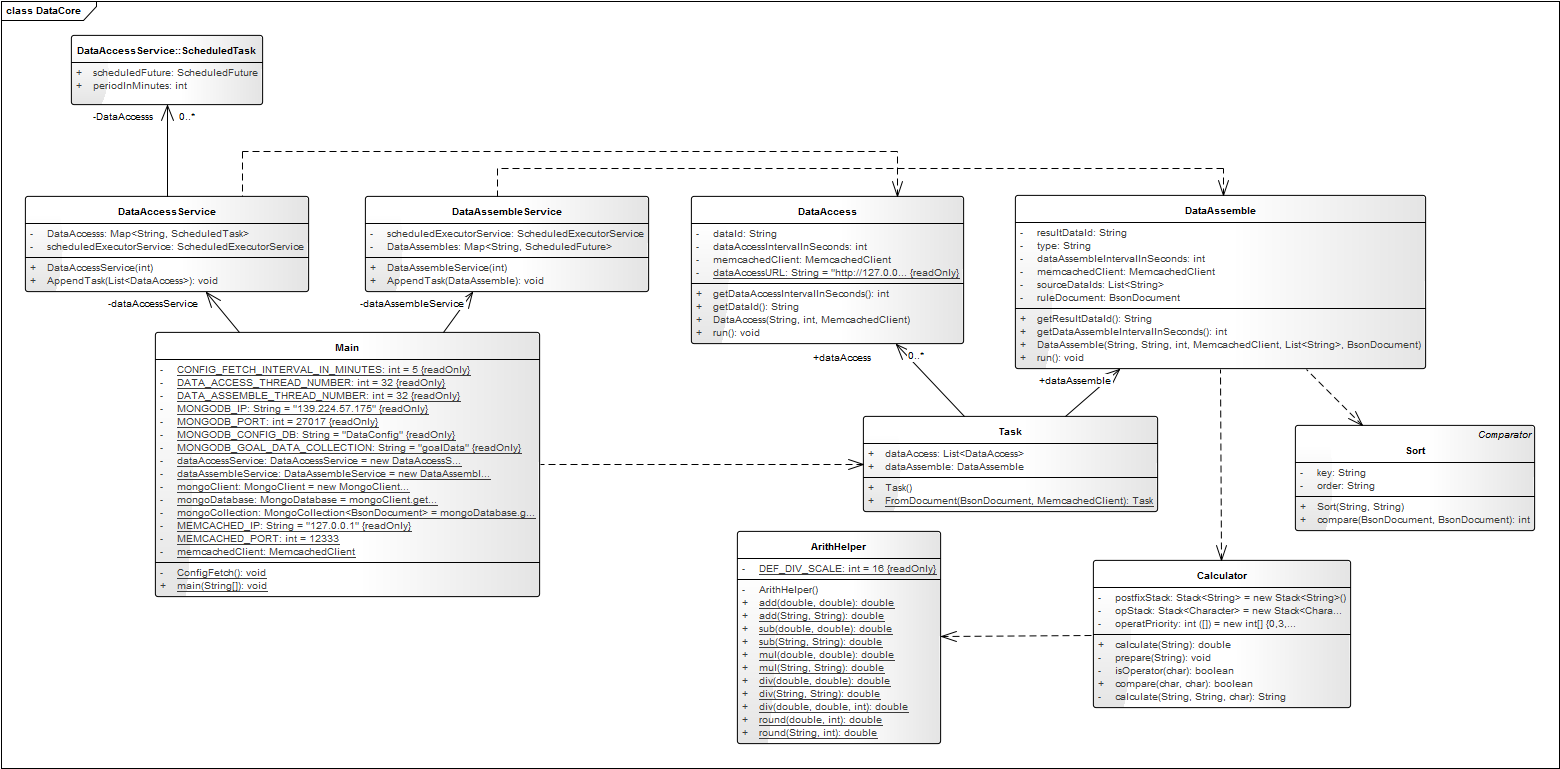 class DataCore
DataAccessService::ScheduledTask
+ scheduledFuture: ScheduledFuture
+ periodInMinutes: int
-DataAccesss
0..*
DataAccessService
- DataAccesss: Map<String, ScheduledTask>
- scheduledExecutorService: ScheduledExecutorService
+ DataAccessService(int)
+ AppendTask(List<DataAccess>): void
DataAssembleService
- scheduledExecutorService: ScheduledExecutorService
- DataAssembles: Map<String, ScheduledFuture>
+ DataAssembleService(int)
+ AppendTask(DataAssemble): void
DataAccess
- dataId: String
- dataAccessIntervalInSeconds: int
- memcachedClient: MemcachedClient
- dataAccessURL: String = "http://127.0.0... {readOnly}
+ getDataAccessIntervalInSeconds(): int
+ getDataId(): String
+ DataAccess(String, int, MemcachedClient)
+ run(): void
DataAssemble
- resultDataId: String
- type: String
- dataAssembleIntervalInSeconds: int
- memcachedClient: MemcachedClient
- sourceDataIds: List<String>
- ruleDocument: BsonDocument
+ getResultDataId(): String
+ getDataAssembleIntervalInSeconds(): int
+ DataAssemble(String, String, int, MemcachedClient, List<String>, BsonDocument)
+ run(): void
-dataAccessService
-dataAssembleService
+dataAccess
0..*
+dataAssemble
Main
- CONFIG_FETCH_INTERVAL_IN_MINUTES: int = 5 {readOnly}
- DATA_ACCESS_THREAD_NUMBER: int = 32 {readOnly}
- DATA_ASSEMBLE_THREAD_NUMBER: int = 32 {readOnly}
- MONGODB_IP: String = "139.224.57.175" {readOnly}
- MONGODB_PORT: int = 27017 {readOnly}
- MONGODB_CONFIG_DB: String = "DataConfig" {readOnly}
- MONGODB_GOAL_DATA_COLLECTION: String = "goalData" {readOnly}
- dataAccessService: DataAccessService = new DataAccessS...
- dataAssembleService: DataAssembleService = new DataAssembl...
- mongoClient: MongoClient = new MongoClient...
- mongoDatabase: MongoDatabase = mongoClient.get...
- mongoCollection: MongoCollection<BsonDocument> = mongoDatabase.g...
- MEMCACHED_IP: String = "127.0.0.1" {readOnly}
- MEMCACHED_PORT: int = 12333
- memcachedClient: MemcachedClient
- ConfigFetch(): void
+ main(String[]): void
Task
+ dataAccess: List<DataAccess>
+ dataAssemble: DataAssemble
+ Task()
+ FromDocument(BsonDocument, MemcachedClient): Task
Comparator
Sort
- key: String
- order: String
+ Sort(String, String)
+ compare(BsonDocument, BsonDocument): int
ArithHelper
- DEF_DIV_SCALE: int = 16 {readOnly}
- ArithHelper()
+ add(double, double): double
+ add(String, String): double
+ sub(double, double): double
+ sub(String, String): double
+ mul(double, double): double
+ mul(String, String): double
+ div(double, double): double
+ div(String, String): double
+ div(double, double, int): double
+ round(double, int): double
+ round(String, int): double
Calculator
- postfixStack: Stack<String> = new Stack<String>()
- opStack: Stack<Character> = new Stack<Chara...
- operatPriority: int ([]) = new int[] {0,3,...
+ calculate(String): double
- prepare(String): void
- isOperator(char): boolean
+ compare(char, char): boolean
- calculate(String, String, char): String